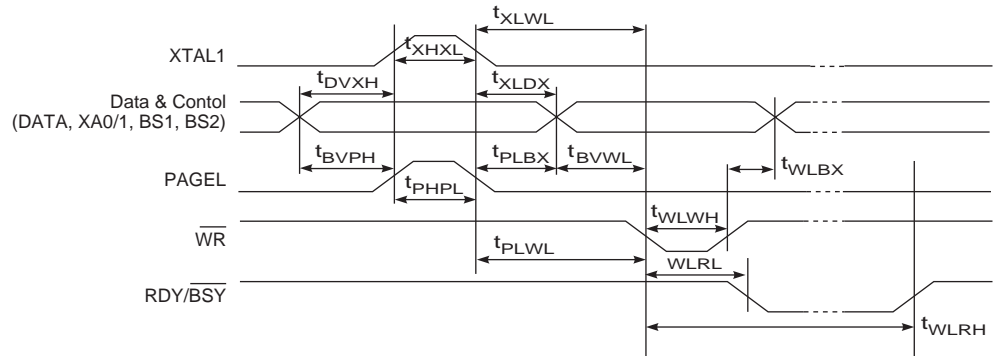 tXLWL
XTAL1
tXHXL
tDVXH
tXLDX
Data & Contol
(DATA, XA0/1, BS1, BS2)
tBVPH
tPLBX
tBVWL
tWLBX
PAGEL
tPHPL
tWLWH
WR
tPLWL
WLRL
RDY/BSY
tWLRH